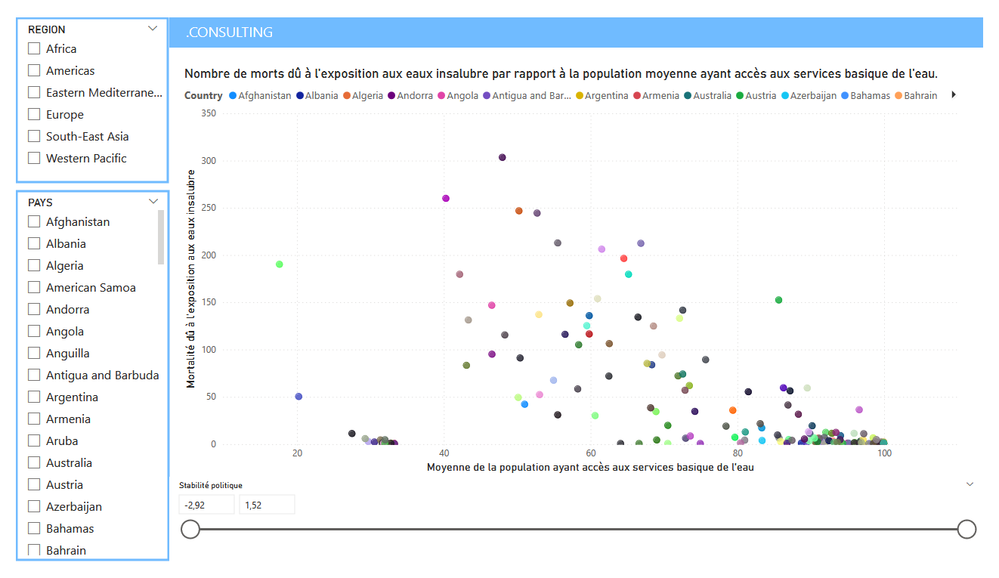 REGION
Africa
Americas
Eastern Mediterrane...
Europe
South-East Asia
Western Pacific
PAYS
Afghanistan
Albania
Algeria
American Samoa
Andorra
Angola
Anguilla
Antigua and Barbuda
Argentina
Armenia
Aruba
Australia
Austria
Azerbaijan
Bahamas
Bahrain
.CONSULTING
Nombre de morts dû à l'exposition aux eaux insalubre par rapport à la population moyenne ayant accès aux services basique de l'eau.
Country Afghanistan Albania Algeria Andorra Angola Antigua and Bar... Argentina Armenia Australia Austria Azerbaijan Bahamas Bahrain
Mortalité dû à l'exposition aux eaux insalubre
350
300
250
200
150
100
50
0
20 40 60 80 100
Moyenne de la population ayant accès aux services basique de l'eau
Stabilité politique
-2,92 1,52